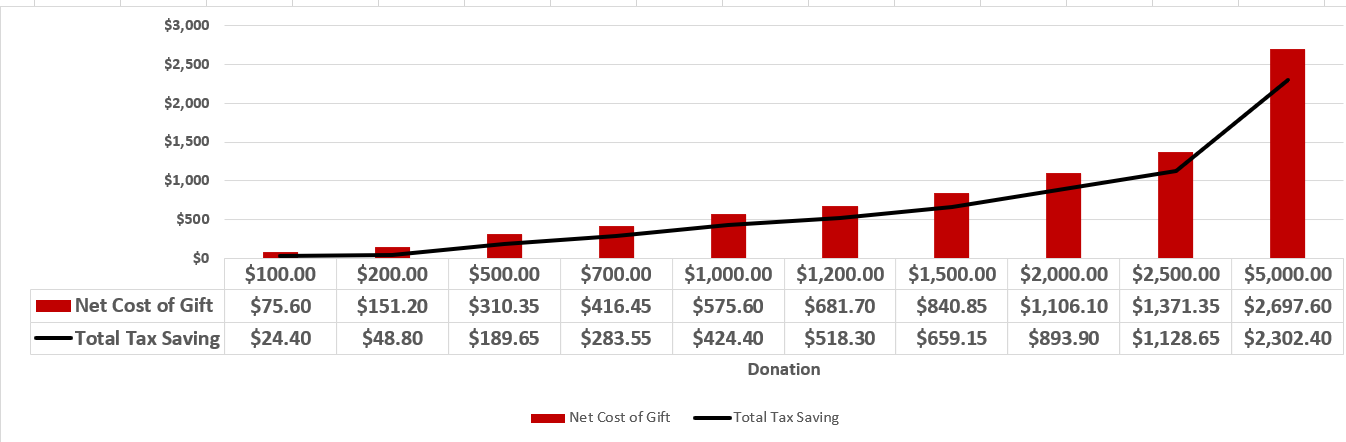 $3,000
$2,500
$2,000
$1,500
$1,000
$500
$0
$100.00 $200.00 $500.00 $700.00 $1,000.00 $1,200.00 $1,500.00 $2,000.00 $2,500.00 $5,000.00
Net Cost of Gift $75.60 $151.20 $310.35 $416.45 $575.60 $681.70 $840.85 $1,106.10 $1,371.35 $2,697.60
Total Tax Saving $24.40 $48.80 $189.65 $283.55 $424.40 $518.30 $659.15 $893.90 $1,128.65 $2,302.40
Donation
Net Cost of Gift Total Tax Saving